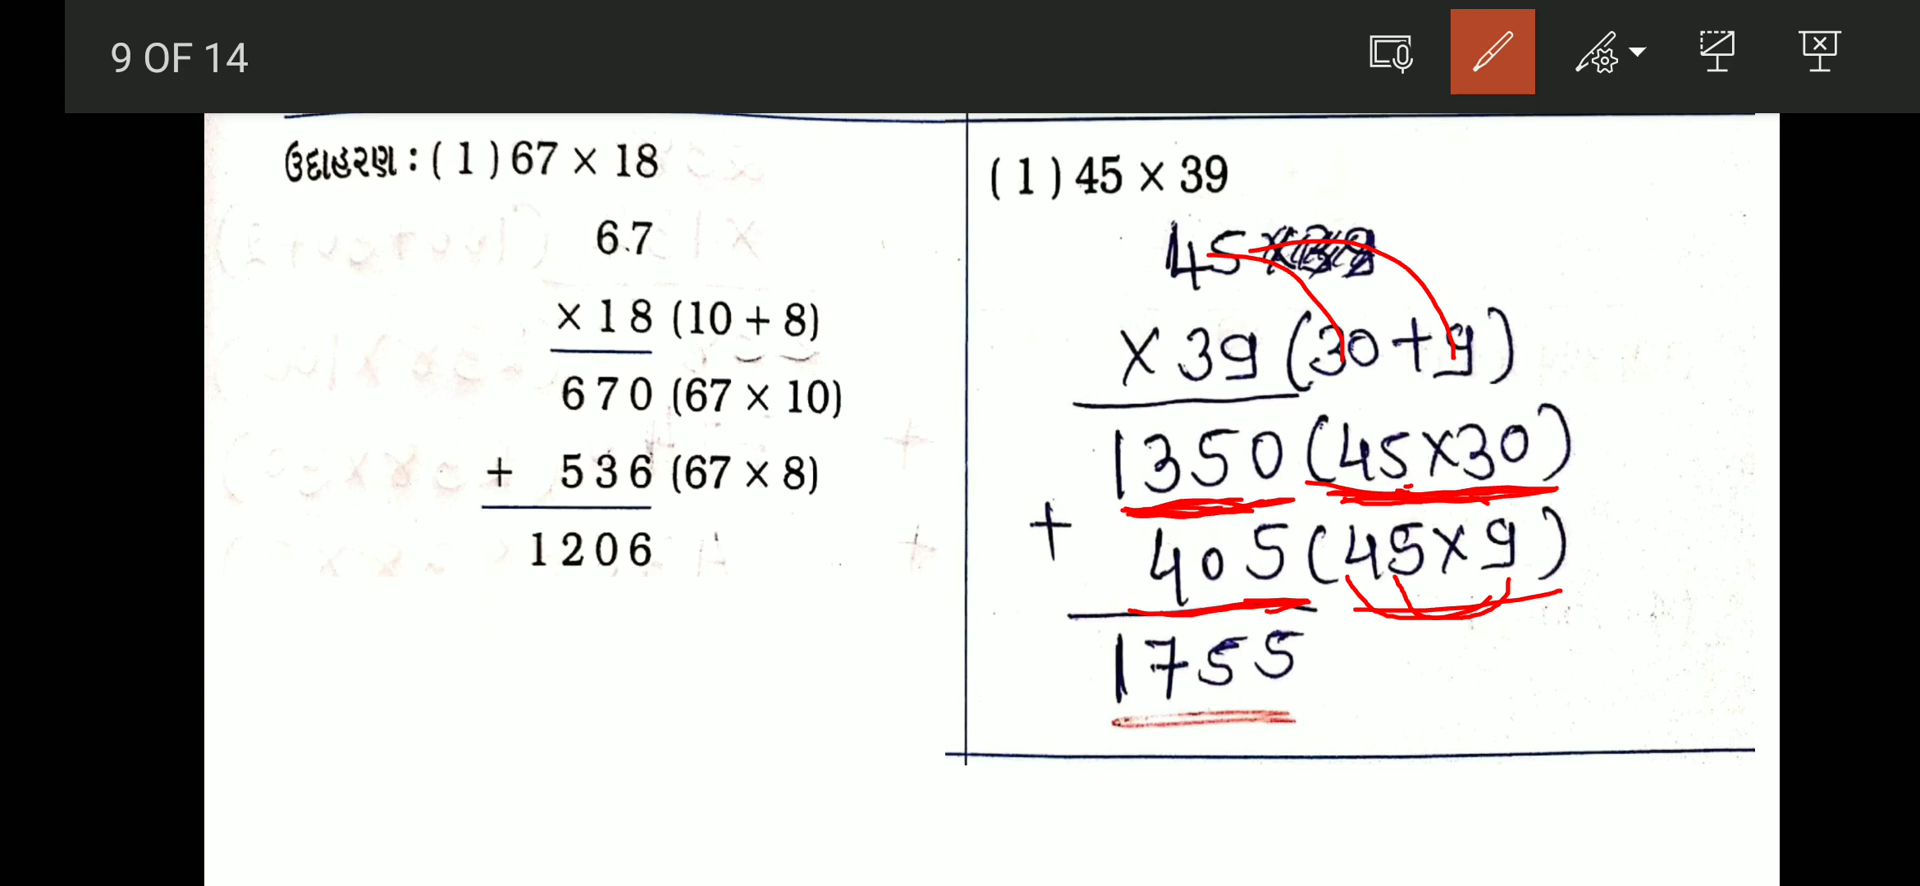 9 OF 14
ઉદાહરણ : ( 1 ) 67 × 18
67
× 18 (10 + 8)
670 (67 × 10)
+ 536 (67 × 8)
1206
( 1 ) 45 × 39
45
× 39 (30+9)
1350 (45×30)
+ 405 (45×9)
1755